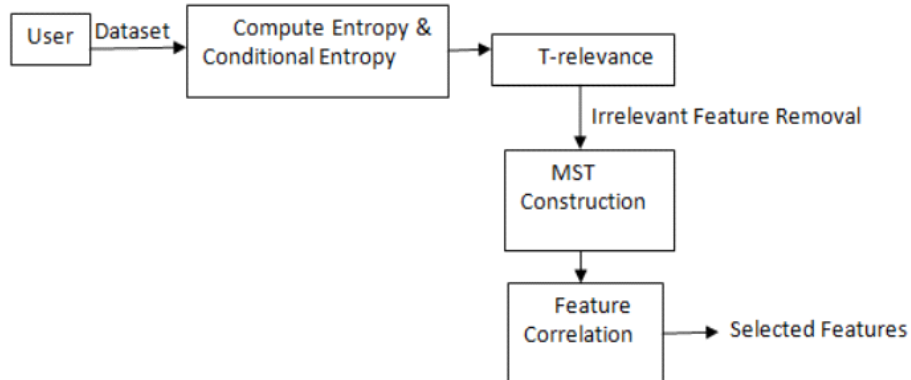 User
Dataset
Compute Entropy &
Conditional Entropy
T-relevance
Irrelevant Feature Removal
MST
Construction
Feature
Correlation
Selected Features